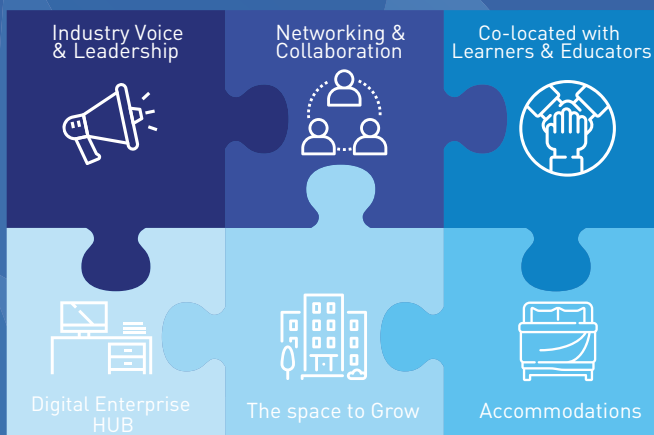 Industry Voice
& Leadership
Networking &
Collaboration
Co-located with
Learners & Educators
Digital Enterprise
HUB
The space to Grow
Accommodations